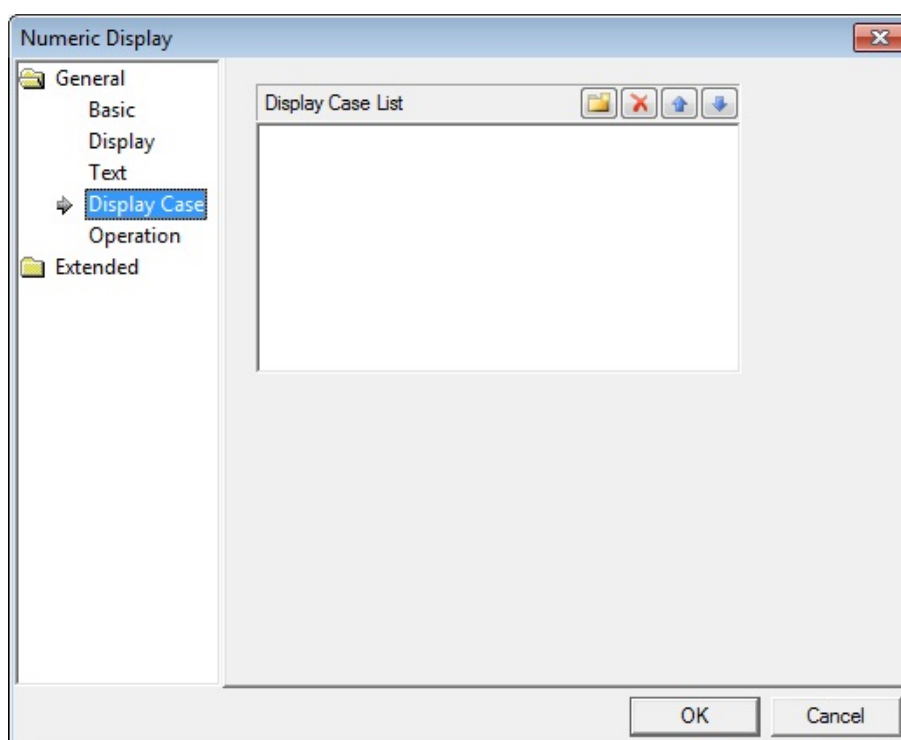 Numeric Display
General
Basic
Display
Text
Display Case
Operation
Extended
Display Case List
OK
Cancel